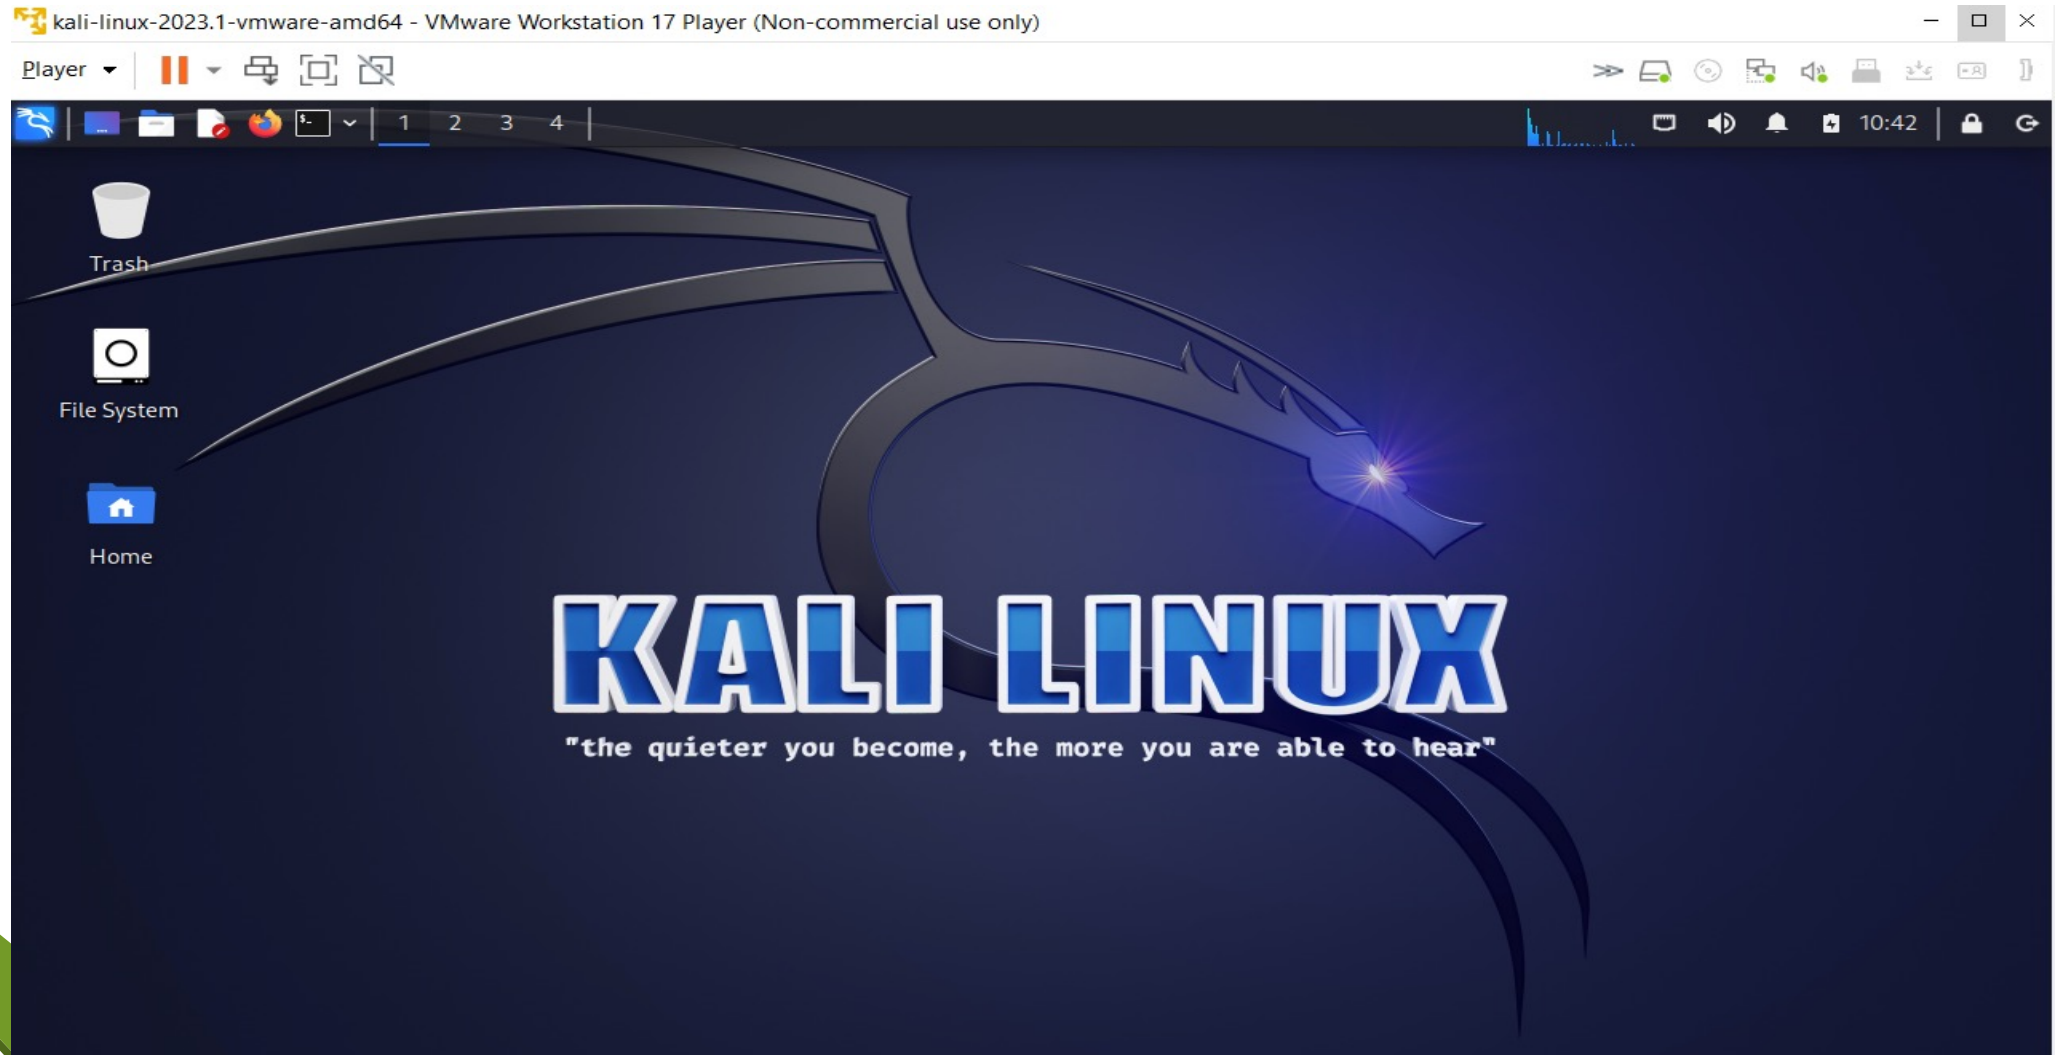 kali-linux-2023.1-vmware-amd64 - VMware Workstation 17 Player (Non-commercial use only)
Player
$-
1 2 3 4
10:42
Trash
File System
Home
KALI LINUX
"the quieter you become, the more you are able to hear"